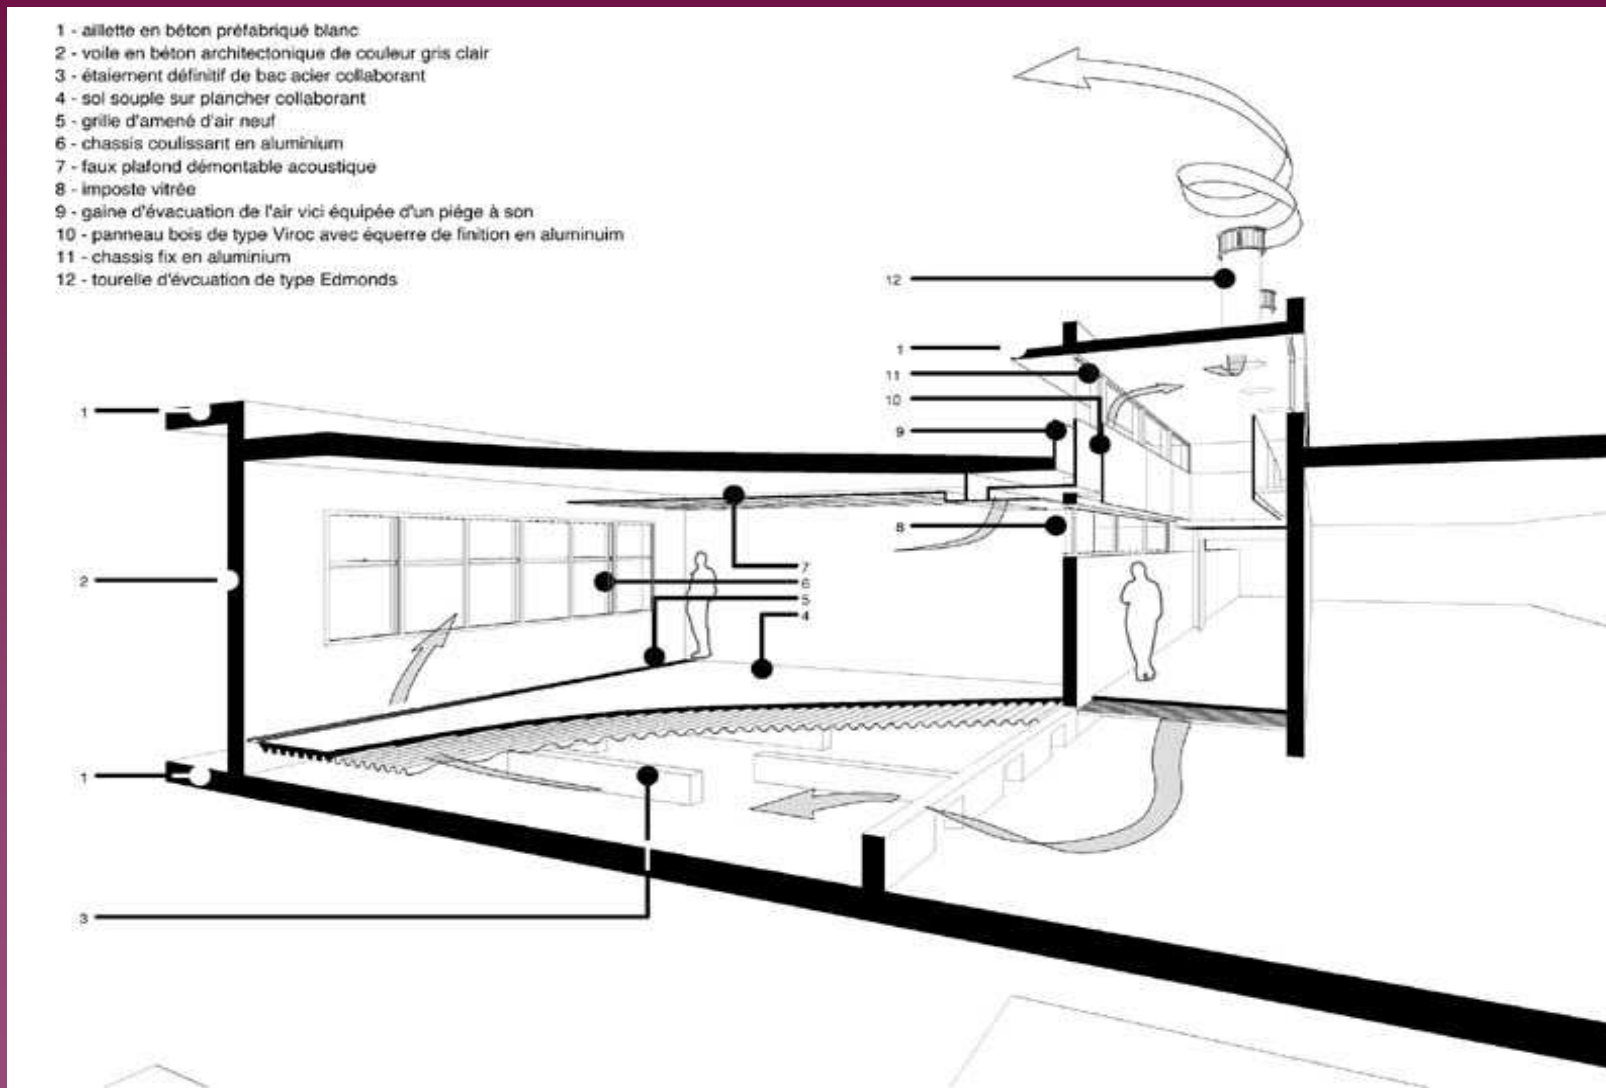 1 - aillette en béton préfabriqué blanc
2 - voile en béton architectonique de couleur gris clair
3 - étaiement définitif de bac acier collaborant
4 - sol souple sur plancher collaborant
5 - grille d'amené d'air neuf
6 - chassis coulissant en aluminium
7 - faux plafond démontable acoustique
8 - imposte vitrée
9 - gaine d'évacuation de l'air vici équipée d'un piége à son
10 - panneau bois de type Viroc avec équerre de finition en aluminuim
11 - chassis fix en aluminium
12 - tourelle d'évcuation de type Edmonds
12
1
11
10
1
9
8
7
6
2
5
4
1
3